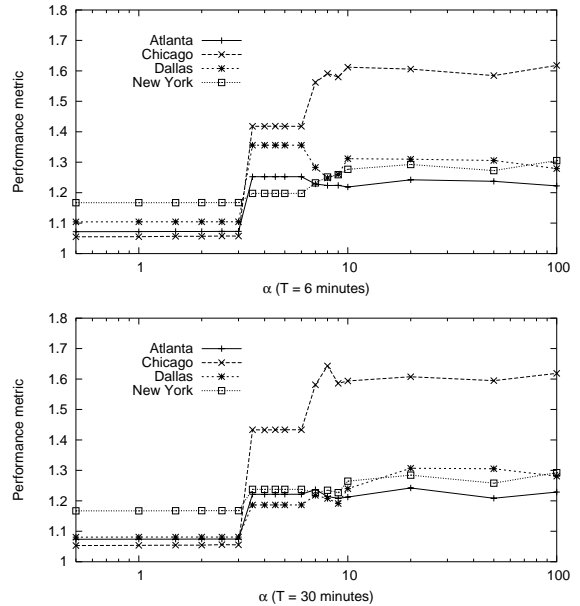 1.8
1.7
1.6
1.5
1.4
1.3
1.2
1.1
1
Performance metric
Atlanta
Chicago
Dallas
New York
1 10 100
α (T = 6 minutes)
1.8
1.7
1.6
1.5
1.4
1.3
1.2
1.1
1
Performance metric
Atlanta
Chicago
Dallas
New York
1 10 100
α (T = 30 minutes)